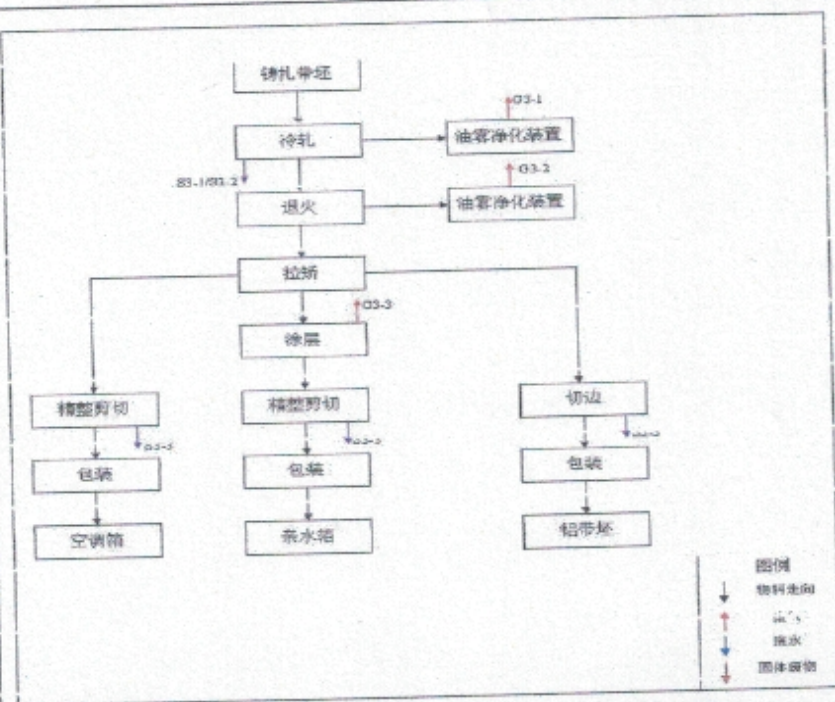 铸扎带坯
G3-1
冷轧
油雾净化装置
G3-2
退火
油雾净化装置
拉矫
G3-3
涂层
精整剪切
精整剪切
切边
包装
包装
包装
空调箔
亲水箔
铝带坯
图例
物料走向
废水
固体废物